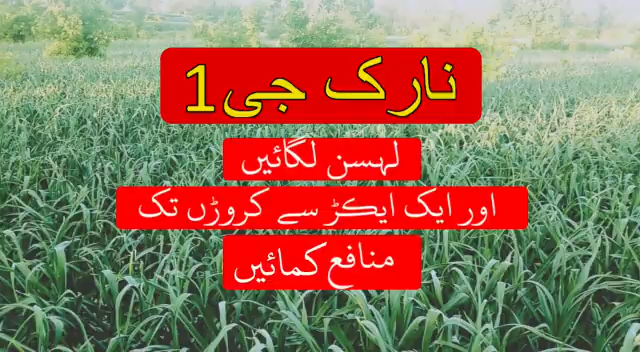 نارک جی1
لہسن لگائیں
اور ایک ایکڑ سے کروڑں تک
منافع کمائیں